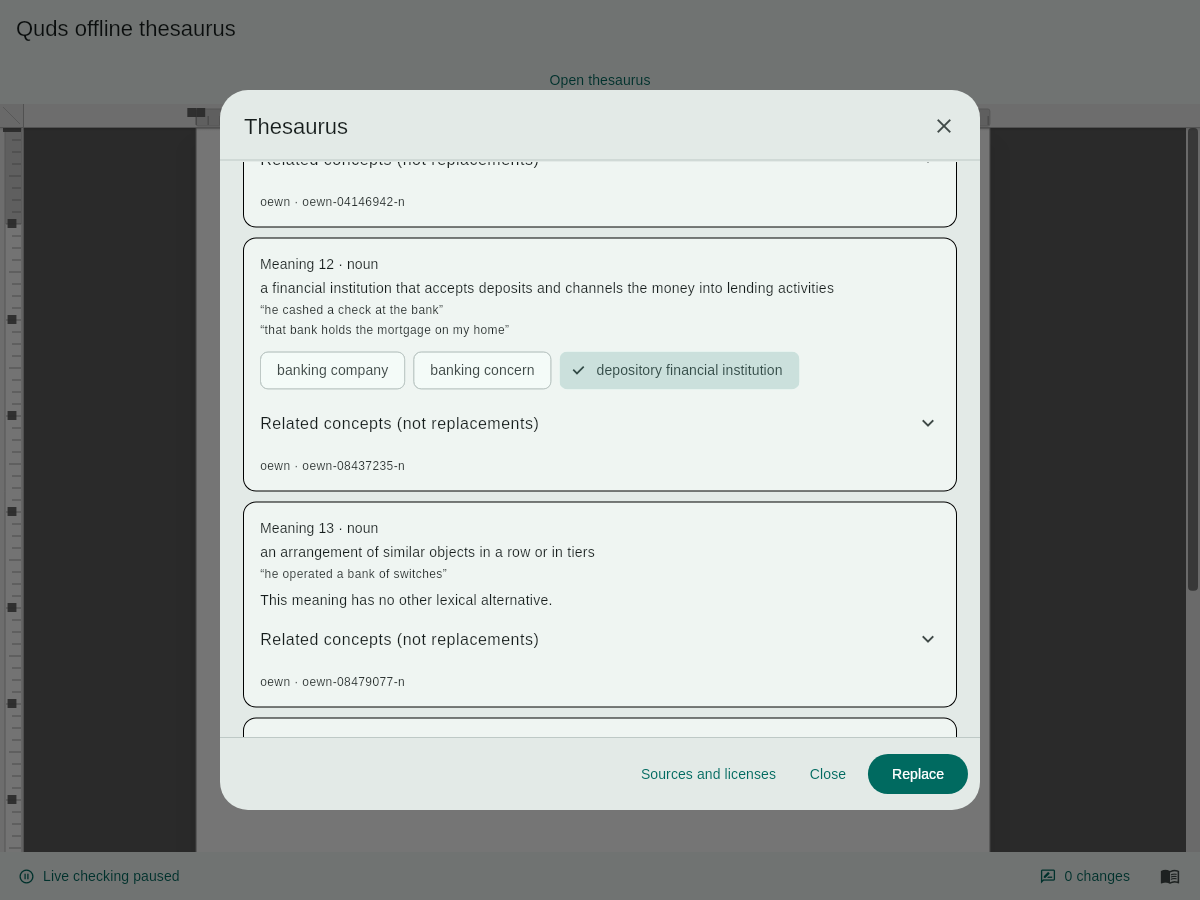 Quds offline thesaurus
Open thesaurus
Thesaurus
Related concepts (not replacements)
oewn · oewn-04146942-n
Meaning 12 · noun
a financial institution that accepts deposits and channels the money into lending activities
“he cashed a check at the bank”
“that bank holds the mortgage on my home”
banking company
banking concern
depository financial institution
Related concepts (not replacements)
oewn · oewn-08437235-n
Meaning 13 · noun
an arrangement of similar objects in a row or in tiers
“he operated a bank of switches”
This meaning has no other lexical alternative.
Related concepts (not replacements)
oewn · oewn-08479077-n
Sources and licenses
Close
Replace
Live checking paused
0 changes